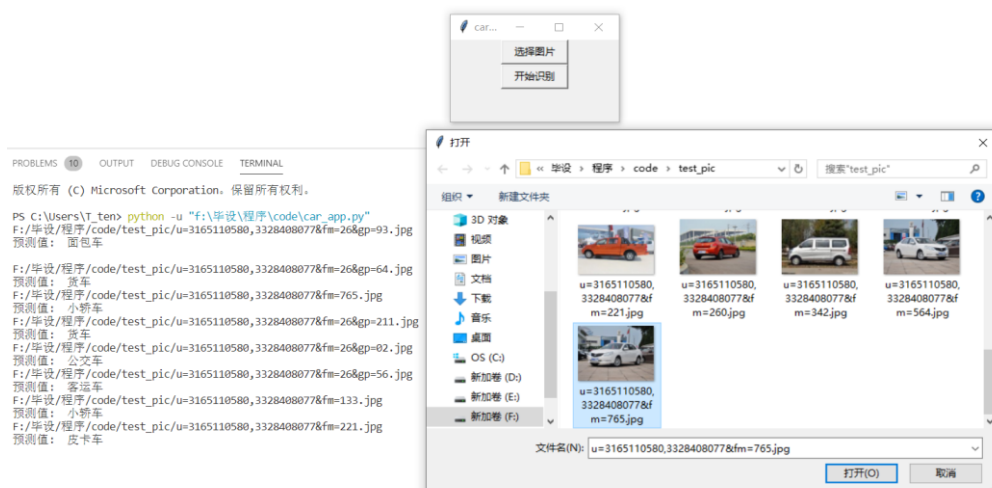 car...
选择图片
开始识别
PROBLEMS 10 OUTPUT DEBUG CONSOLE TERMINAL
版权所有 (C) Microsoft Corporation。保留所有权利。
PS C:\Users\T_ten> python -u "f:\毕设\程序\code\car_app.py"
F:/毕设/程序/code/test_pic/u=3165110580,3328408077&fm=26&gp=93.jpg
预测值: 面包车
F:/毕设/程序/code/test_pic/u=3165110580,3328408077&fm=26&gp=64.jpg
预测值: 货车
F:/毕设/程序/code/test_pic/u=3165110580,3328408077&fm=765.jpg
预测值: 小轿车
F:/毕设/程序/code/test_pic/u=3165110580,3328408077&fm=26&gp=211.jpg
预测值: 货车
F:/毕设/程序/code/test_pic/u=3165110580,3328408077&fm=26&gp=02.jpg
预测值: 公交车
F:/毕设/程序/code/test_pic/u=3165110580,3328408077&fm=26&gp=56.jpg
预测值: 客运车
F:/毕设/程序/code/test_pic/u=3165110580,3328408077&fm=133.jpg
预测值: 小轿车
F:/毕设/程序/code/test_pic/u=3165110580,3328408077&fm=221.jpg
预测值: 皮卡车
打开
« 毕设 › 程序 › code › test_pic
搜索"test_pic"
组织 新建文件夹
3D 对象
视频
图片
文档
下载
音乐
桌面
OS (C:)
新加卷 (D:)
新加卷 (E:)
新加卷 (F:)
u=3165110580,
3328408077&f
m=221.jpg
u=3165110580,
3328408077&f
m=260.jpg
u=3165110580,
3328408077&f
m=342.jpg
u=3165110580,
3328408077&f
m=564.jpg
u=3165110580,
3328408077&f
m=765.jpg
文件名(N): u=3165110580,3328408077&fm=765.jpg
打开(O) 取消